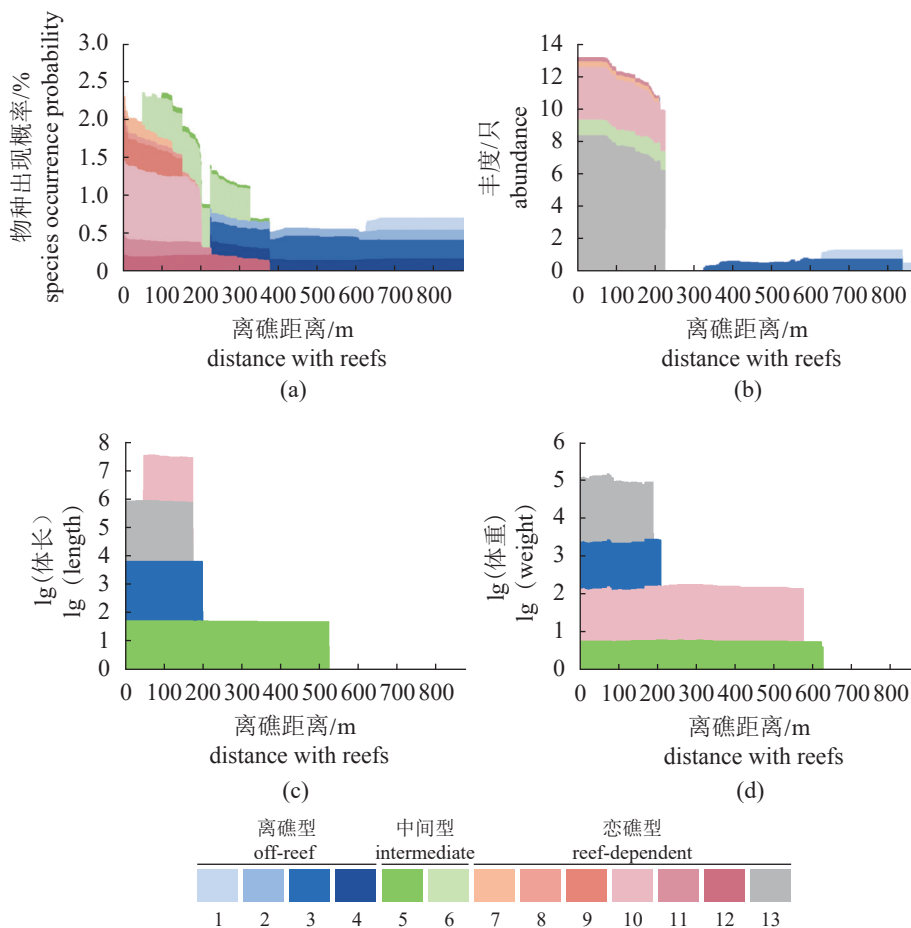 物种出现概率/%
species occurrence probability
3.0
2.5
2.0
1.5
1.0
0.5
0
0 100 200 300 400 500 600 700 800
离礁距离/m
distance with reefs
(a)
丰度/只
abundance
14
12
10
8
6
4
2
0
0 100 200 300 400 500 600 700 800
离礁距离/m
distance with reefs
(b)
lg(体长)
lg (length)
8
7
6
5
4
3
2
1
0
0 100 200 300 400 500 600 700 800
离礁距离/m
distance with reefs
(c)
lg(体重)
lg (weight)
6
5
4
3
2
1
0
0 100 200 300 400 500 600 700 800
离礁距离/m
distance with reefs
(d)
离礁型 中间型 恋礁型
off-reef intermediate reef-dependent
1 2 3 4 5 6 7 8 9 10 11 12 13